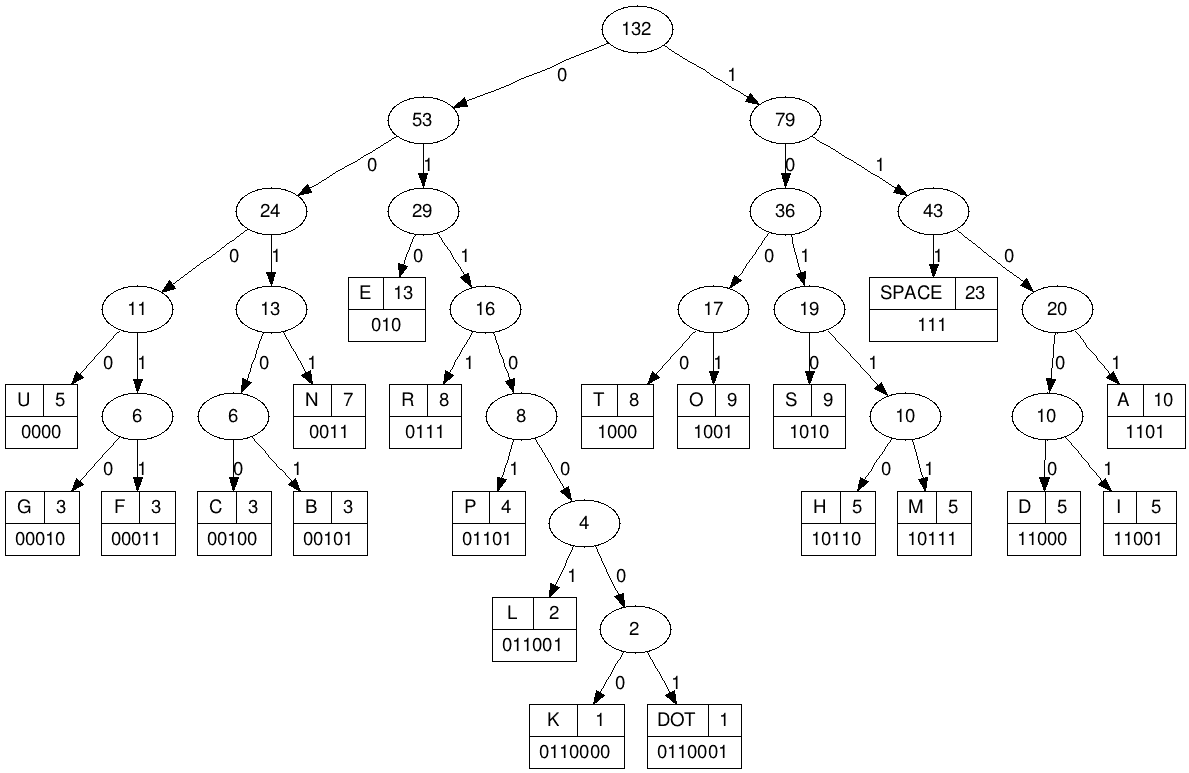 132
0 1
53 79
0 1 0 1
24 29 36 43
0 1 0 1 0 1 1 0
11 13 E 13 16 17 19 SPACE 23 20
010 111
0 1 0 1 1 0 0 1 0 1 0 1
U 5 6 6 N 7 R 8 8 T 8 O 9 S 9 10 10 A 10
0000 0011 0111 1000 1001 1010 1101
0 1 0 1 1 0 0 1 0 1
G 3 F 3 C 3 B 3 P 4 4 H 5 M 5 D 5 I 5
00010 00011 00100 00101 01101 10110 10111 11000 11001
1 0
L 2 2
011001
0 1
K 1 DOT 1
0110000 0110001